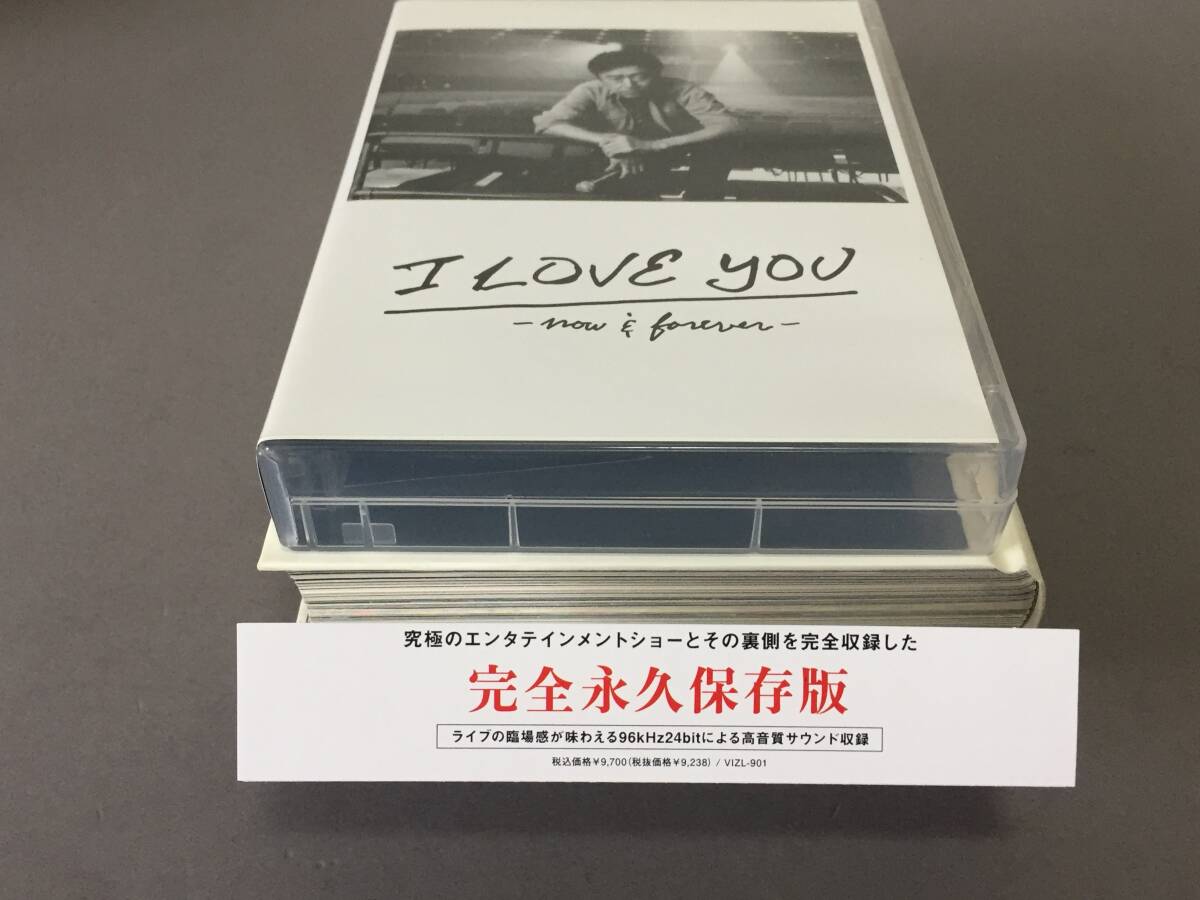 I LOVE YOU
-now & forever-
究極のエンタテインメントショーとその裏側を完全収録した
完全永久保存版
ライブの臨場感が味わえる96kHz24bitによる高音質サウンド収録
税込価格¥9,700(税抜価格¥9,238) / VIZL-901